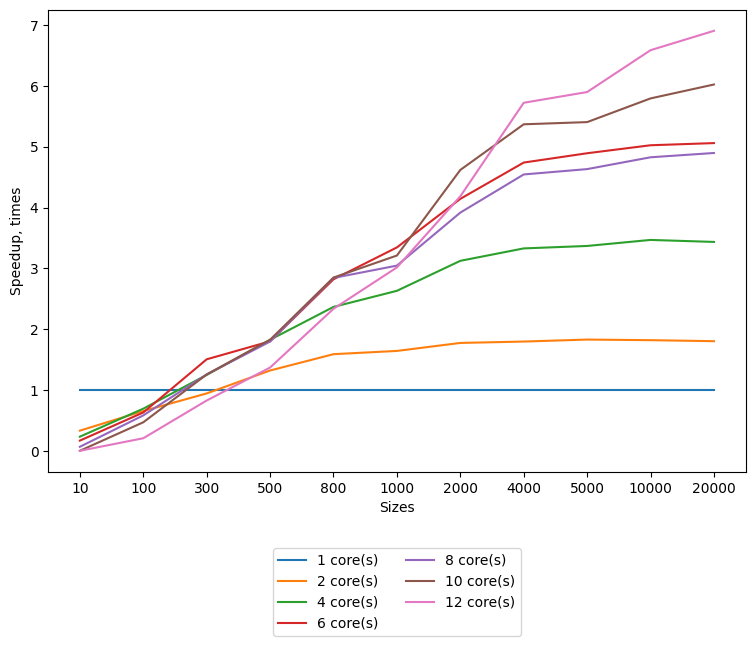 7
6
5
4
3
2
1
0
Speedup, times
10 100 300 500 800 1000 2000 4000 5000 10000 20000
Sizes
1 core(s)
2 core(s)
4 core(s)
6 core(s)
8 core(s)
10 core(s)
12 core(s)